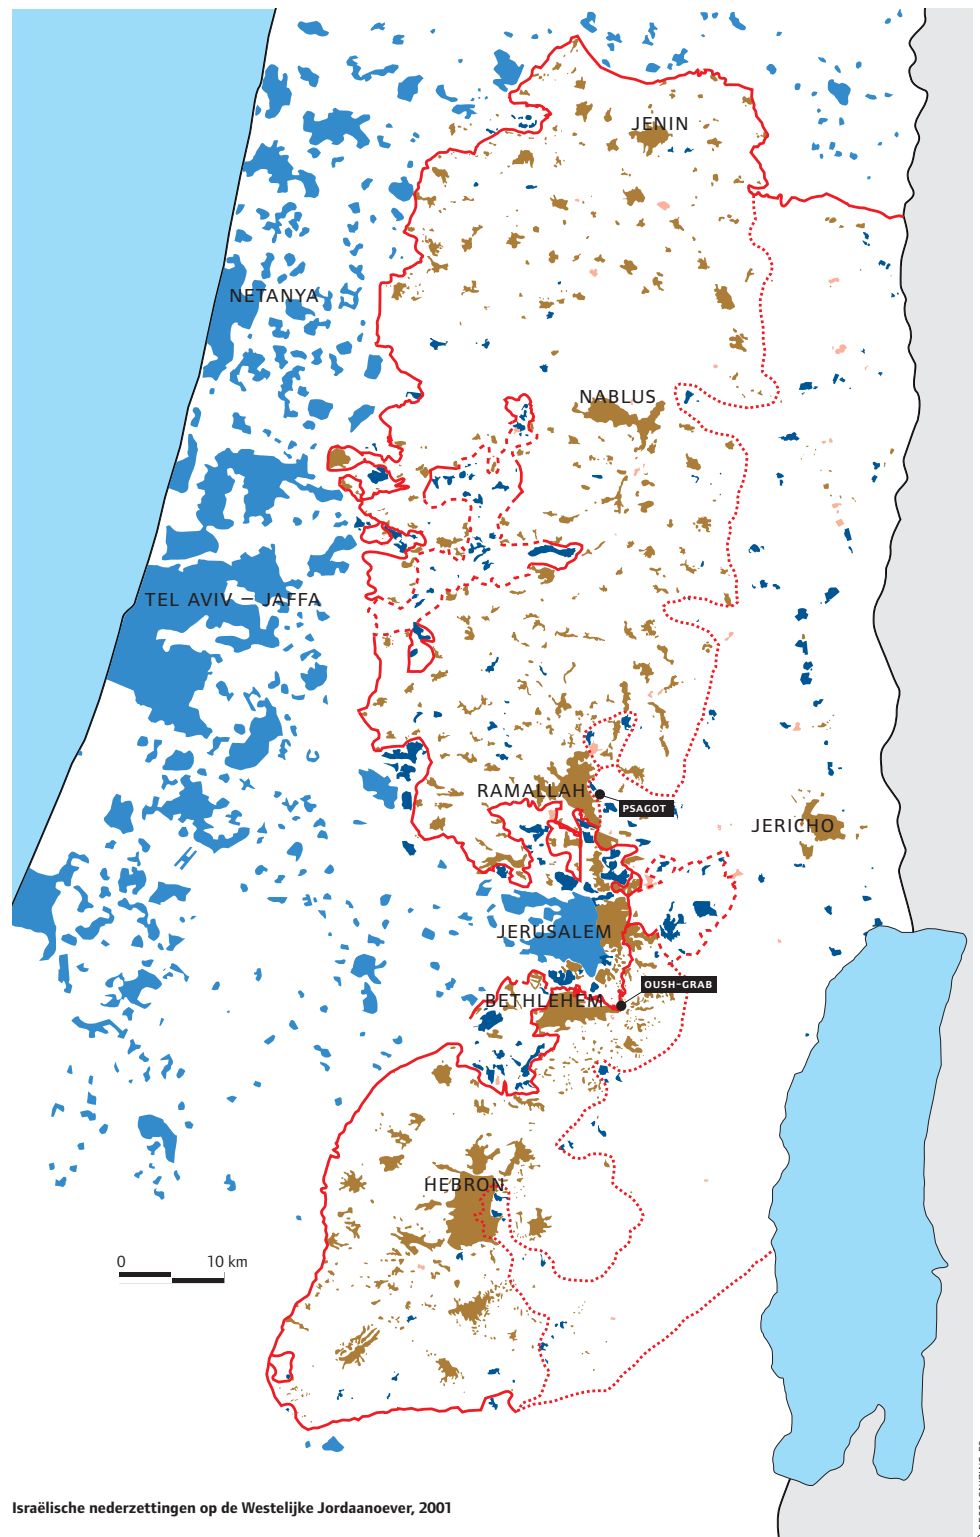 JENIN
NETANYA
NABLUS
TEL AVIV – JAFFA
RAMALLAH
PSAGOT
JERICHO
JERUSALEM
OUSH-GRAB
BETHLEHEM
HEBRON
0 10 km
Israëlische nederzettingen op de Westelijke Jordaanoever, 2001